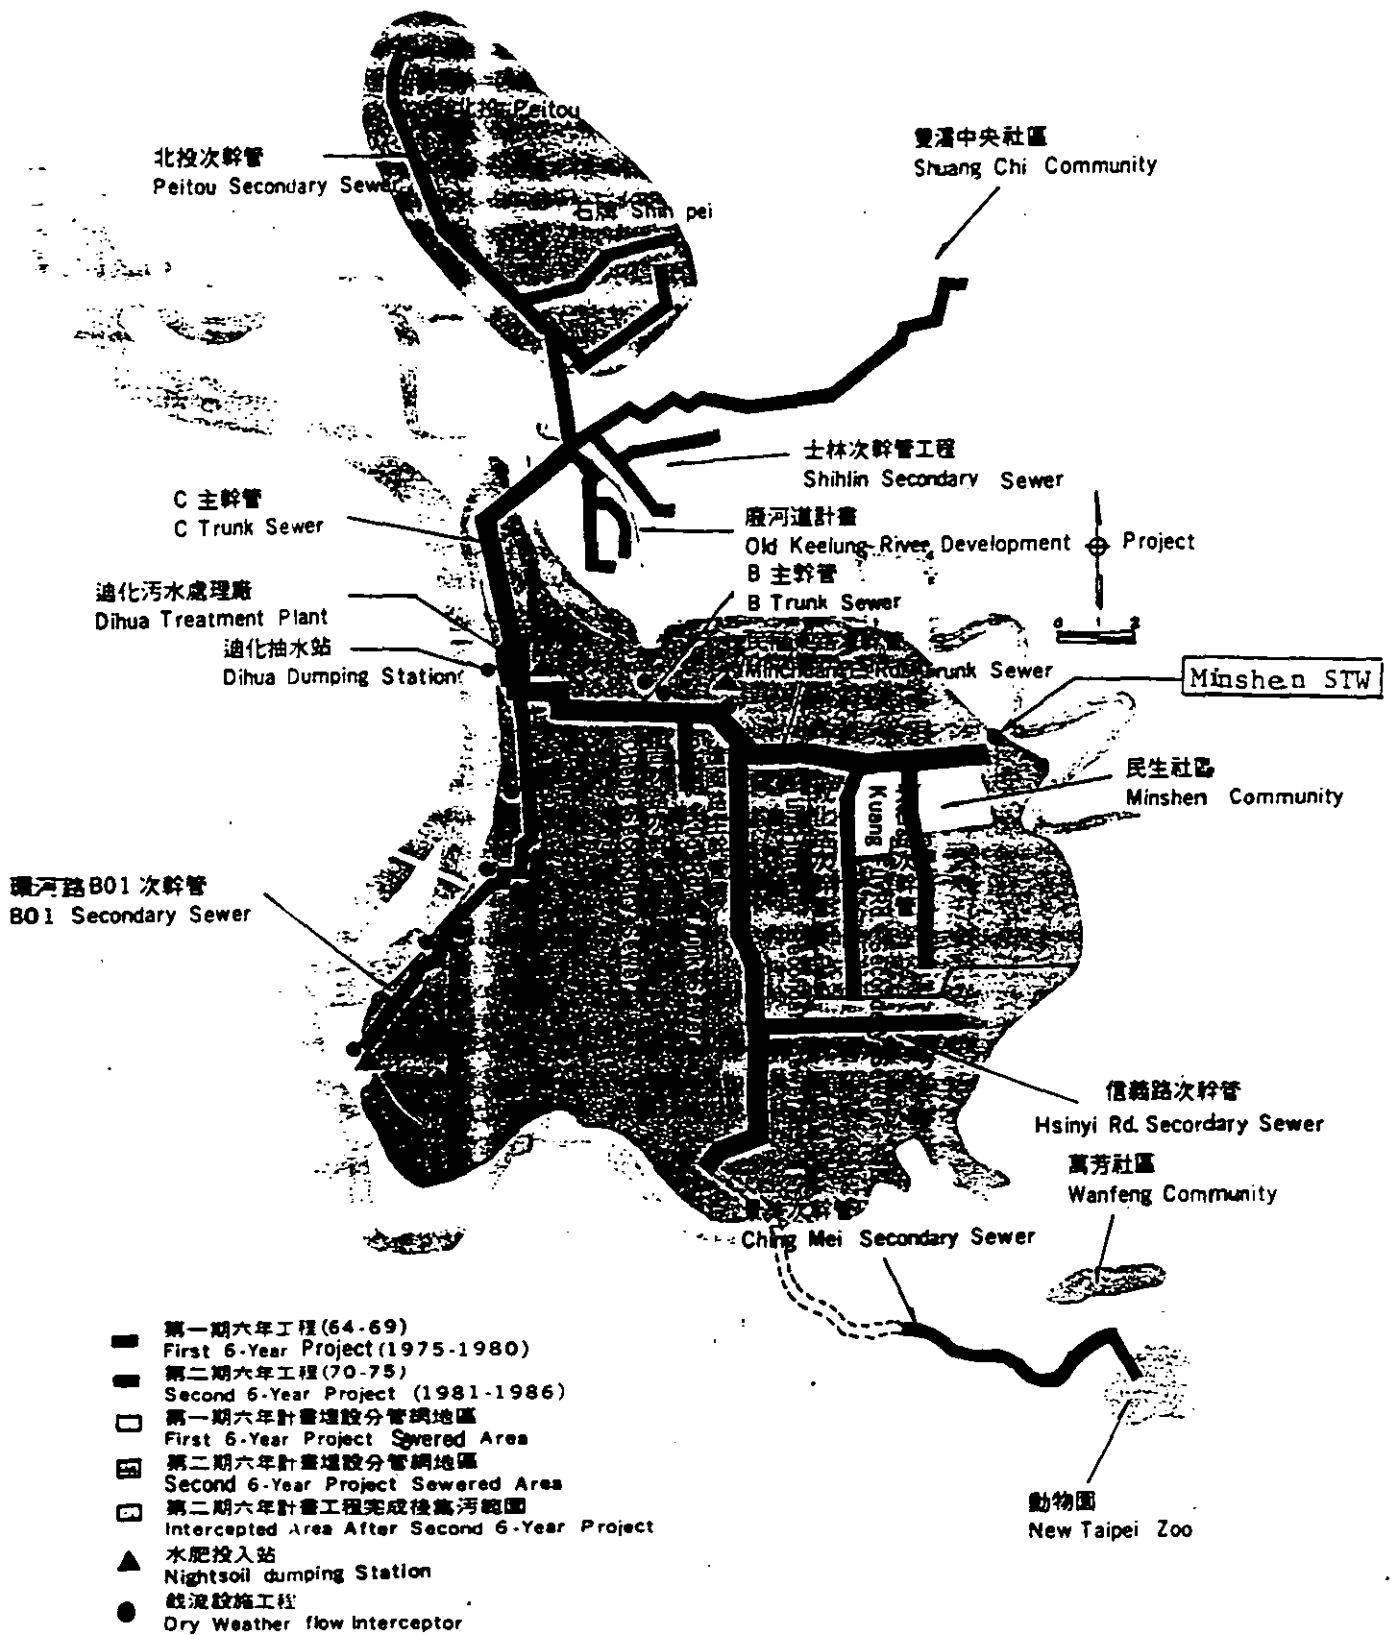 北投 Peitou
雙溪中央社區
Shuang Chi Community
北投次幹管
Peitou Secondary Sewer
石牌 Shih pei
士林次幹管工程
Shihlin Secondary Sewer
C 主幹管
C Trunk Sewer
廢河道計畫
Old Keelung River Development Project
B 主幹管
B Trunk Sewer
迪化污水處理廠
Dihua Treatment Plant
迪化抽水站
Dihua Dumping Station
0 2
Trunk Sewer
Minshen STW
民生社區
Minshen Community
Kuang
環河路B01次幹管
B01 Secondary Sewer
信義路次幹管
Hsinyi Rd. Secordary Sewer
萬芳社區
Wanfeng Community
次幹管
Ching Mei Secondary Sewer
動物園
New Taipei Zoo
第一期六年工程(64-69)
First 6-Year Project (1975-1980)
第二期六年工程(70-75)
Second 6-Year Project (1981-1986)
第一期六年計畫埋設分管網地區
First 6-Year Project Sewered Area
第二期六年計畫埋設分管網地區
Second 6-Year Project Sewered Area
第二期六年計畫工程完成後集污範圍
Intercepted Area After Second 6-Year Project
水肥投入站
Nightsoil dumping Station
截流設施工程
Dry Weather flow Interceptor